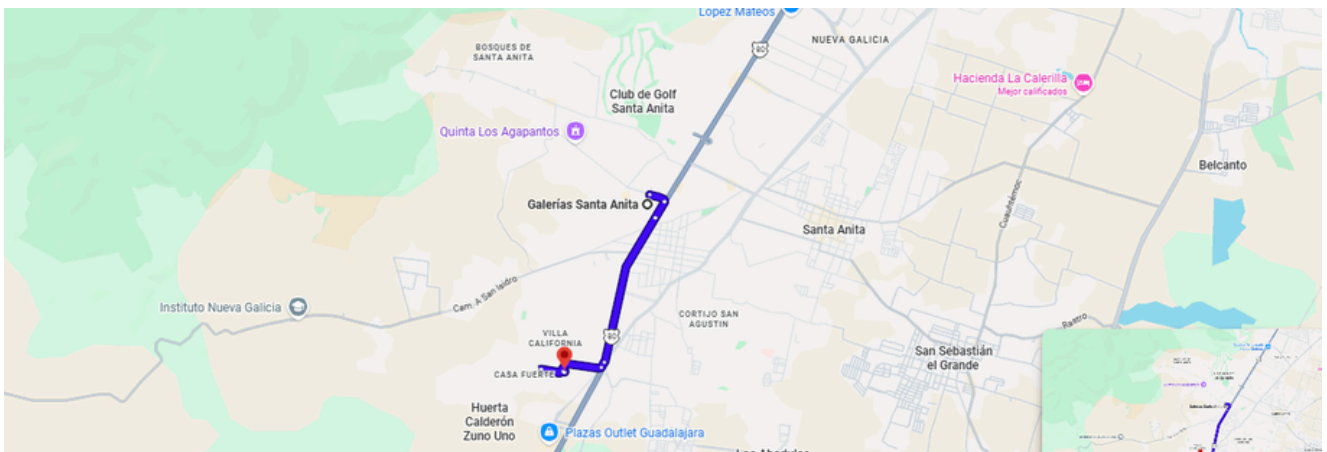 Lopez Mateos
80
NUEVA GALICIA
BOSQUES DE
SANTA ANITA
Hacienda La Calerilla
Mejor calificados
Club de Golf
Santa Anita
Quinta Los Agapantos
Belcanto
Galerías Santa Anita
Cuauhtémoc
Santa Anita
Cam. A San Isidro
Instituto Nueva Galicia
CORTIJO SAN
AGUSTIN
Rastro
VILLA
CALIFORNIA
80
San Sebastián
el Grande
CASA FUERTE
Huerta
Calderón
Zuno Uno
Plazas Outlet Guadalajara